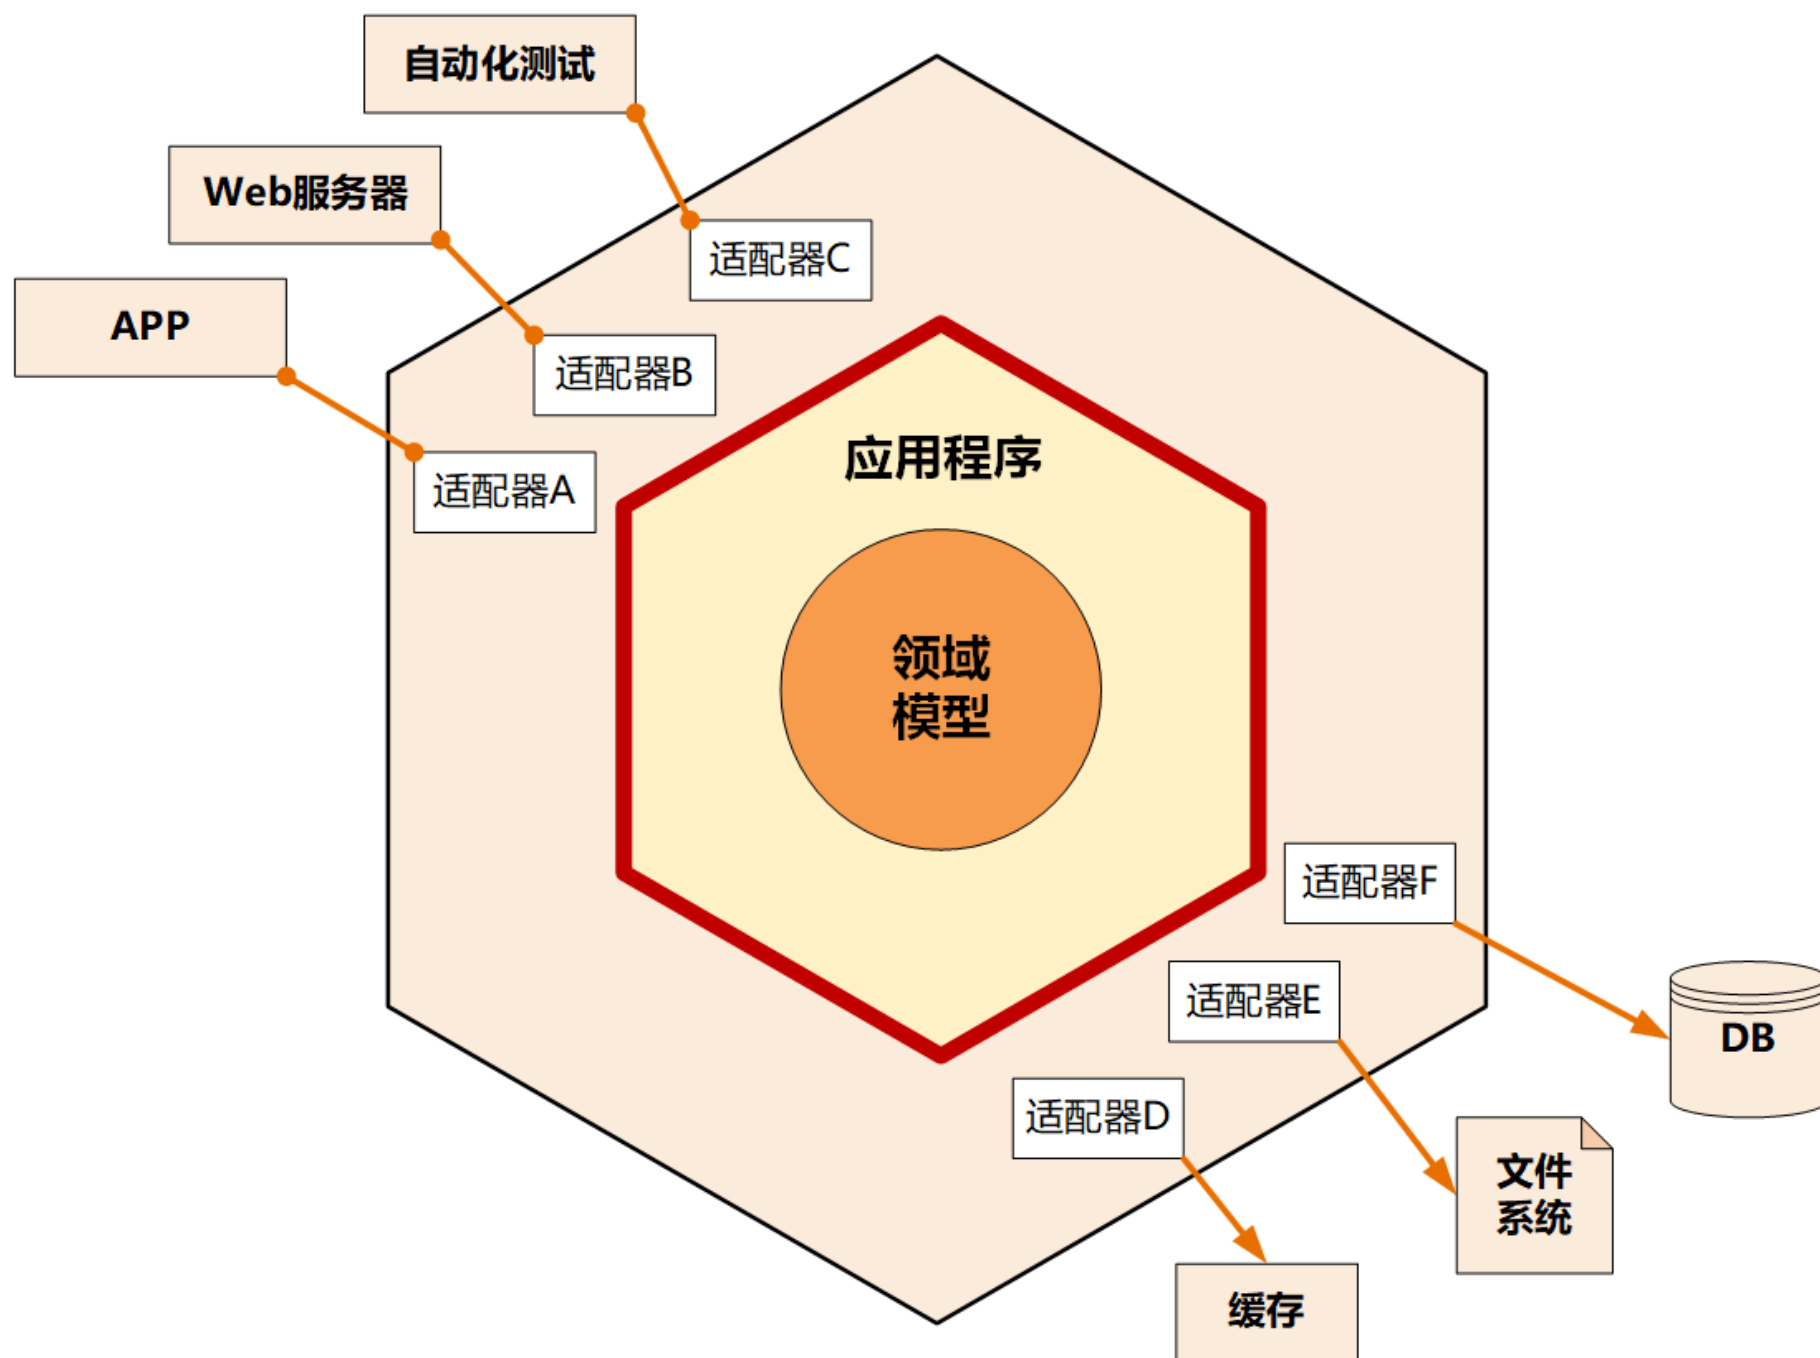 自动化测试
Web服务器
适配器C
APP
适配器B
应用程序
适配器A
领域
模型
适配器F
适配器E
DB
适配器D
文件
系统
缓存